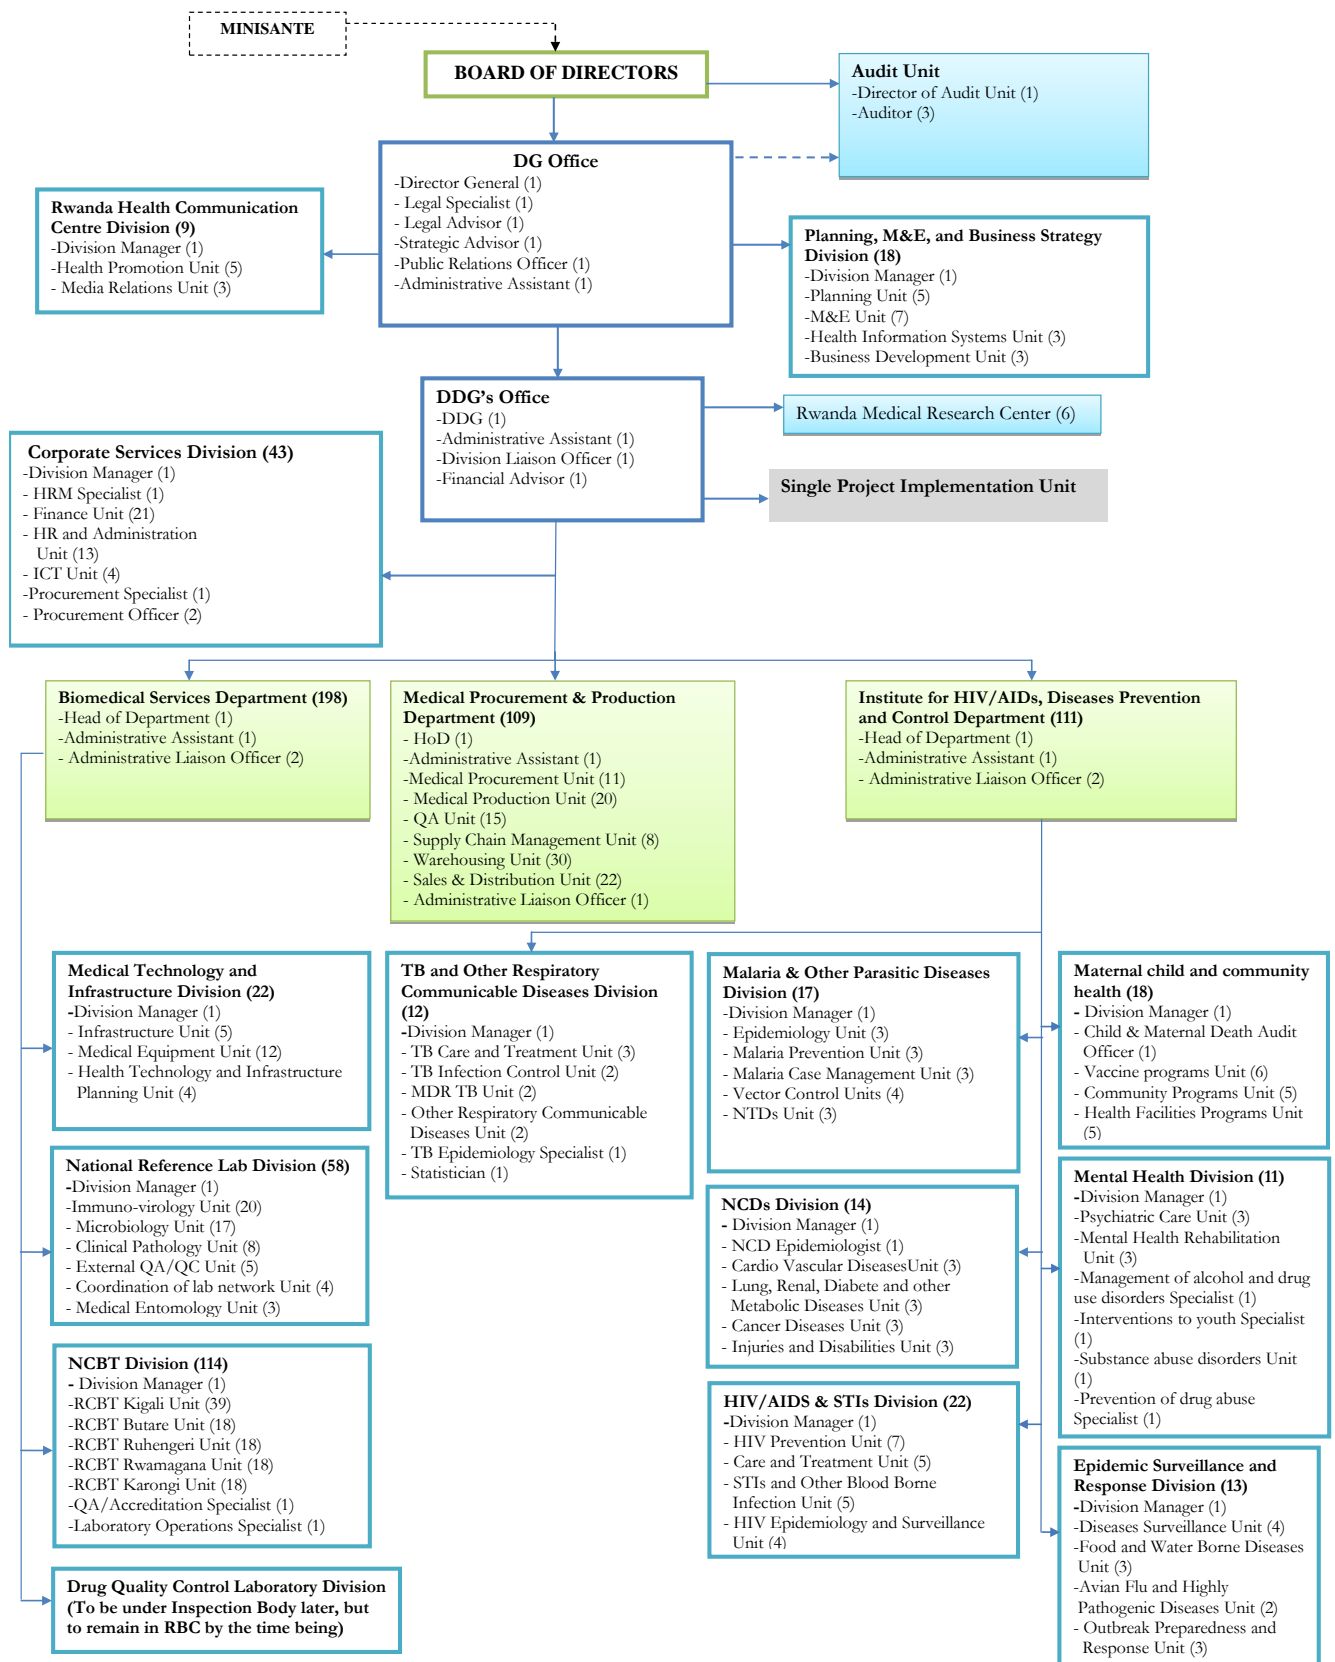 MINISANTE
BOARD OF DIRECTORS
Audit Unit
-Director of Audit Unit (1)
-Auditor (3)
DG Office
-Director General (1)
- Legal Specialist (1)
- Legal Advisor (1)
-Strategic Advisor (1)
-Public Relations Officer (1)
-Administrative Assistant (1)
Rwanda Health Communication
Centre Division (9)
-Division Manager (1)
-Health Promotion Unit (5)
- Media Relations Unit (3)
Planning, M&E, and Business Strategy
Division (18)
-Division Manager (1)
-Planning Unit (5)
-M&E Unit (7)
-Health Information Systems Unit (3)
-Business Development Unit (3)
DDG's Office
-DDG (1)
-Administrative Assistant (1)
-Division Liaison Officer (1)
-Financial Advisor (1)
Rwanda Medical Research Center (6)
Single Project Implementation Unit
Corporate Services Division (43)
-Division Manager (1)
- HRM Specialist (1)
- Finance Unit (21)
- HR and Administration
Unit (13)
- ICT Unit (4)
-Procurement Specialist (1)
- Procurement Officer (2)
Biomedical Services Department (198)
-Head of Department (1)
-Administrative Assistant (1)
- Administrative Liaison Officer (2)
Medical Procurement & Production
Department (109)
- HoD (1)
-Administrative Assistant (1)
-Medical Procurement Unit (11)
- Medical Production Unit (20)
- QA Unit (15)
- Supply Chain Management Unit (8)
- Warehousing Unit (30)
- Sales & Distribution Unit (22)
- Administrative Liaison Officer (1)
Institute for HIV/AIDs, Diseases Prevention
and Control Department (111)
-Head of Department (1)
-Administrative Assistant (1)
- Administrative Liaison Officer (2)
Medical Technology and
Infrastructure Division (22)
-Division Manager (1)
- Infrastructure Unit (5)
- Medical Equipment Unit (12)
- Health Technology and Infrastructure
Planning Unit (4)
TB and Other Respiratory
Communicable Diseases Division
(12)
-Division Manager (1)
- TB Care and Treatment Unit (3)
- TB Infection Control Unit (2)
- MDR TB Unit (2)
- Other Respiratory Communicable
Diseases Unit (2)
- TB Epidemiology Specialist (1)
- Statistician (1)
Malaria & Other Parasitic Diseases
Division (17)
-Division Manager (1)
- Epidemiology Unit (3)
- Malaria Prevention Unit (3)
- Malaria Case Management Unit (3)
- Vector Control Units (4)
- NTDs Unit (3)
Maternal child and community
health (18)
- Division Manager (1)
- Child & Maternal Death Audit
Officer (1)
- Vaccine programs Unit (6)
- Community Programs Unit (5)
- Health Facilities Programs Unit
(5)
National Reference Lab Division (58)
-Division Manager (1)
-Immuno-virology Unit (20)
- Microbiology Unit (17)
- Clinical Pathology Unit (8)
- External QA/QC Unit (5)
- Coordination of lab network Unit (4)
- Medical Entomology Unit (3)
NCDs Division (14)
- Division Manager (1)
- NCD Epidemiologist (1)
- Cardio Vascular DiseasesUnit (3)
- Lung, Renal, Diabete and other
Metabolic Diseases Unit (3)
- Cancer Diseases Unit (3)
- Injuries and Disabilities Unit (3)
Mental Health Division (11)
-Division Manager (1)
-Psychiatric Care Unit (3)
-Mental Health Rehabilitation
Unit (3)
-Management of alcohol and drug
use disorders Specialist (1)
-Interventions to youth Specialist
(1)
-Substance abuse disorders Unit
(1)
-Prevention of drug abuse
Specialist (1)
NCBT Division (114)
- Division Manager (1)
-RCBT Kigali Unit (39)
-RCBT Butare Unit (18)
-RCBT Ruhengeri Unit (18)
-RCBT Rwamagana Unit (18)
-RCBT Karongi Unit (18)
-QA/Accreditation Specialist (1)
-Laboratory Operations Specialist (1)
HIV/AIDS & STIs Division (22)
-Division Manager (1)
- HIV Prevention Unit (7)
- Care and Treatment Unit (5)
- STIs and Other Blood Borne
Infection Unit (5)
- HIV Epidemiology and Surveillance
Unit (4)
Epidemic Surveillance and
Response Division (13)
-Division Manager (1)
-Diseases Surveillance Unit (4)
-Food and Water Borne Diseases
Unit (3)
-Avian Flu and Highly
Pathogenic Diseases Unit (2)
- Outbreak Preparedness and
Response Unit (3)
Drug Quality Control Laboratory Division
(To be under Inspection Body later, but
to remain in RBC by the time being)